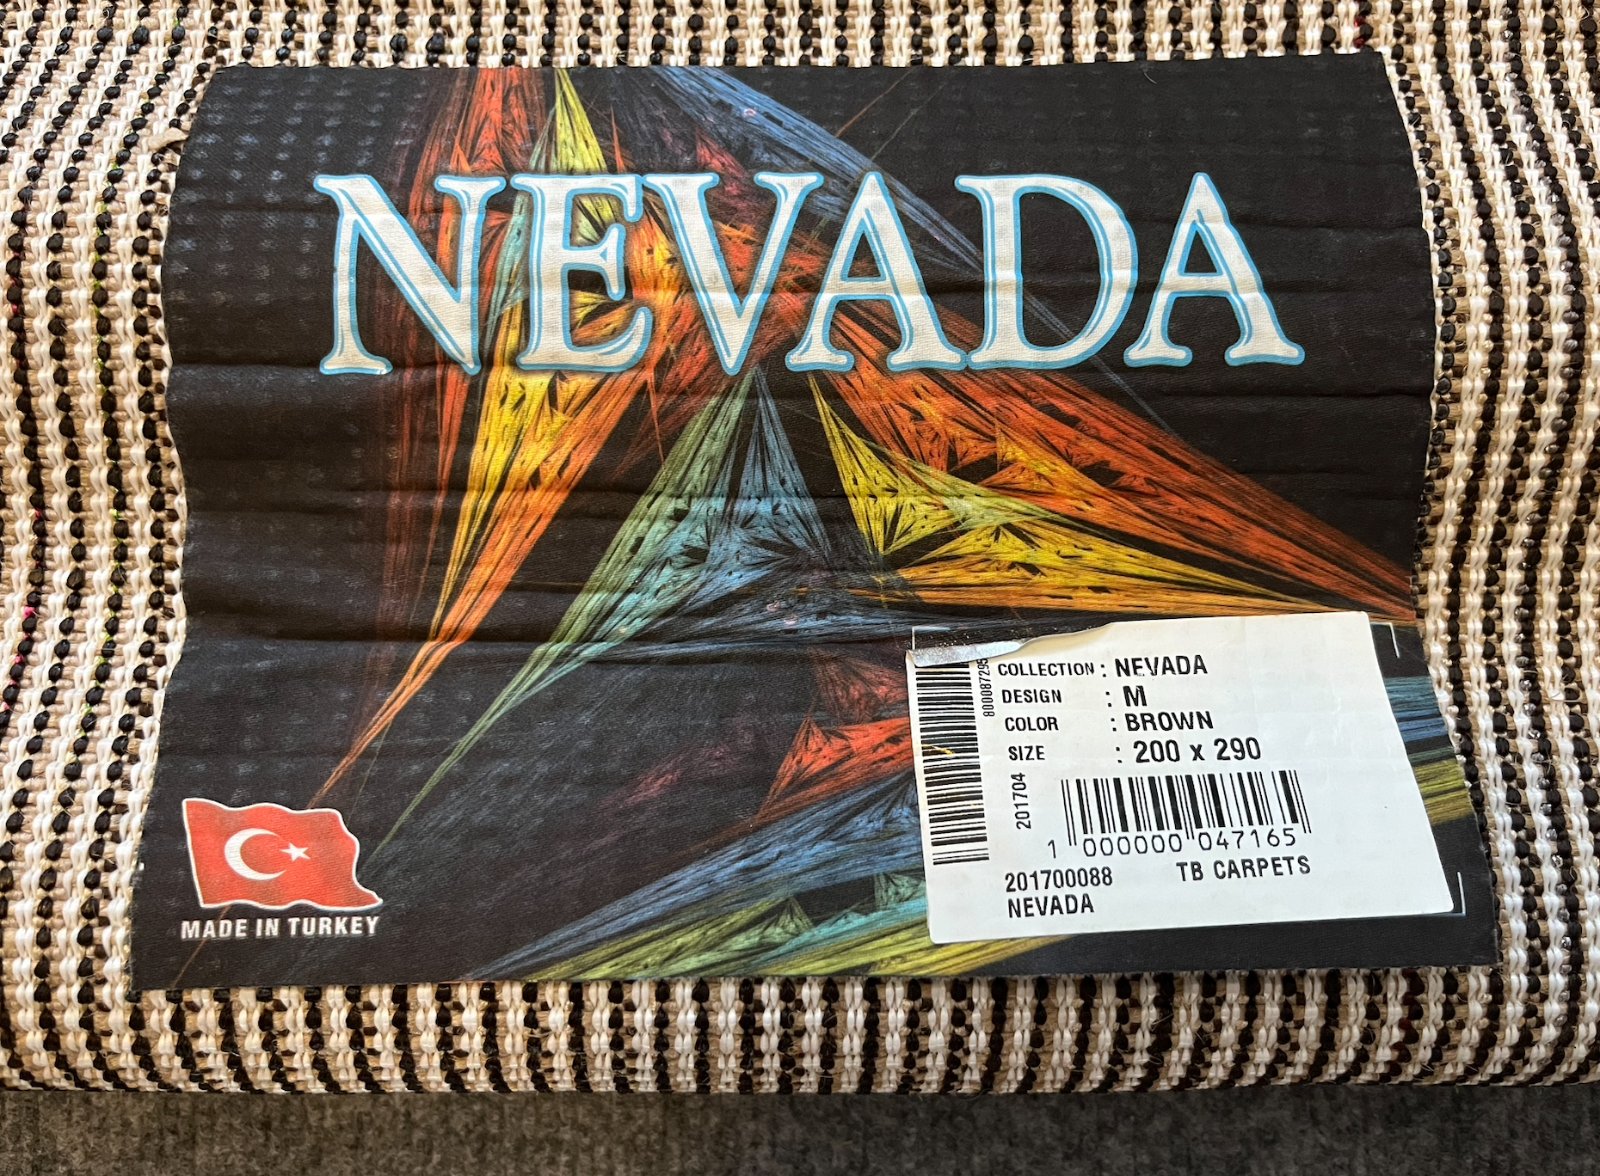 NEVADA
MADE IN TURKEY
COLLECTION : NEVADA
DESIGN : M
COLOR : BROWN
SIZE : 200 x 290
201704
1 000000 047165
201700088 TB CARPETS
NEVADA